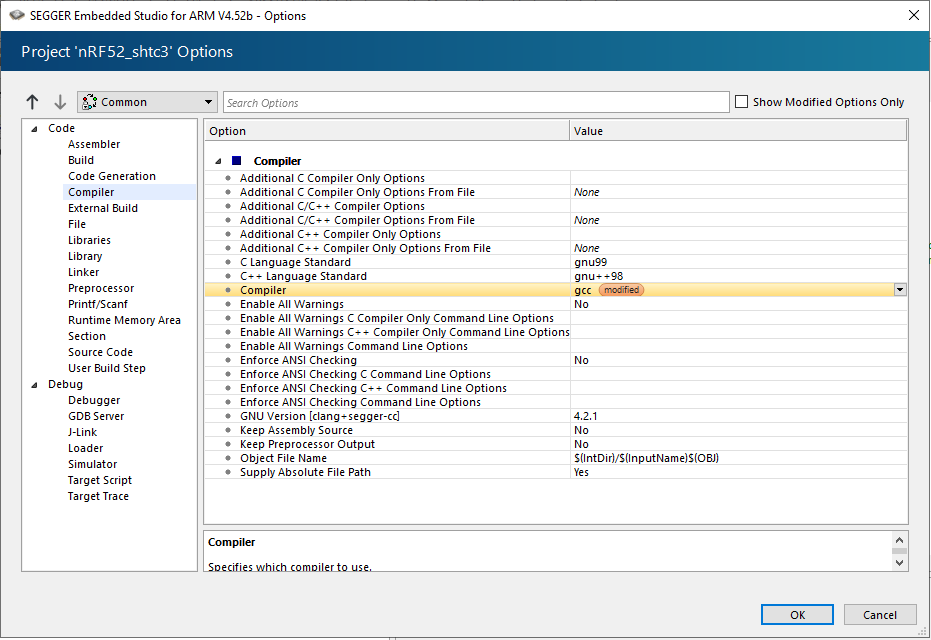 SEGGER Embedded Studio for ARM V4.52b - Options
Project 'nRF52_shtc3' Options
Common
Search Options
Show Modified Options Only
Code
Assembler
Build
Code Generation
Compiler
External Build
File
Libraries
Library
Linker
Preprocessor
Printf/Scanf
Runtime Memory Area
Section
Source Code
User Build Step
Debug
Debugger
GDB Server
J-Link
Loader
Simulator
Target Script
Target Trace
Option Value
Compiler
Additional C Compiler Only Options
Additional C Compiler Only Options From File None
Additional C/C++ Compiler Options
Additional C/C++ Compiler Options From File None
Additional C++ Compiler Only Options
Additional C++ Compiler Only Options From File None
C Language Standard gnu99
C++ Language Standard gnu++98
Compiler gcc modified
Enable All Warnings No
Enable All Warnings C Compiler Only Command Line Options
Enable All Warnings C++ Compiler Only Command Line Options
Enable All Warnings Command Line Options
Enforce ANSI Checking No
Enforce ANSI Checking C Command Line Options
Enforce ANSI Checking C++ Command Line Options
Enforce ANSI Checking Command Line Options
GNU Version [clang+segger-cc] 4.2.1
Keep Assembly Source No
Keep Preprocessor Output No
Object File Name $(IntDir)/$(InputName)$(OBJ)
Supply Absolute File Path Yes
Compiler
Specifies which compiler to use.
OK Cancel